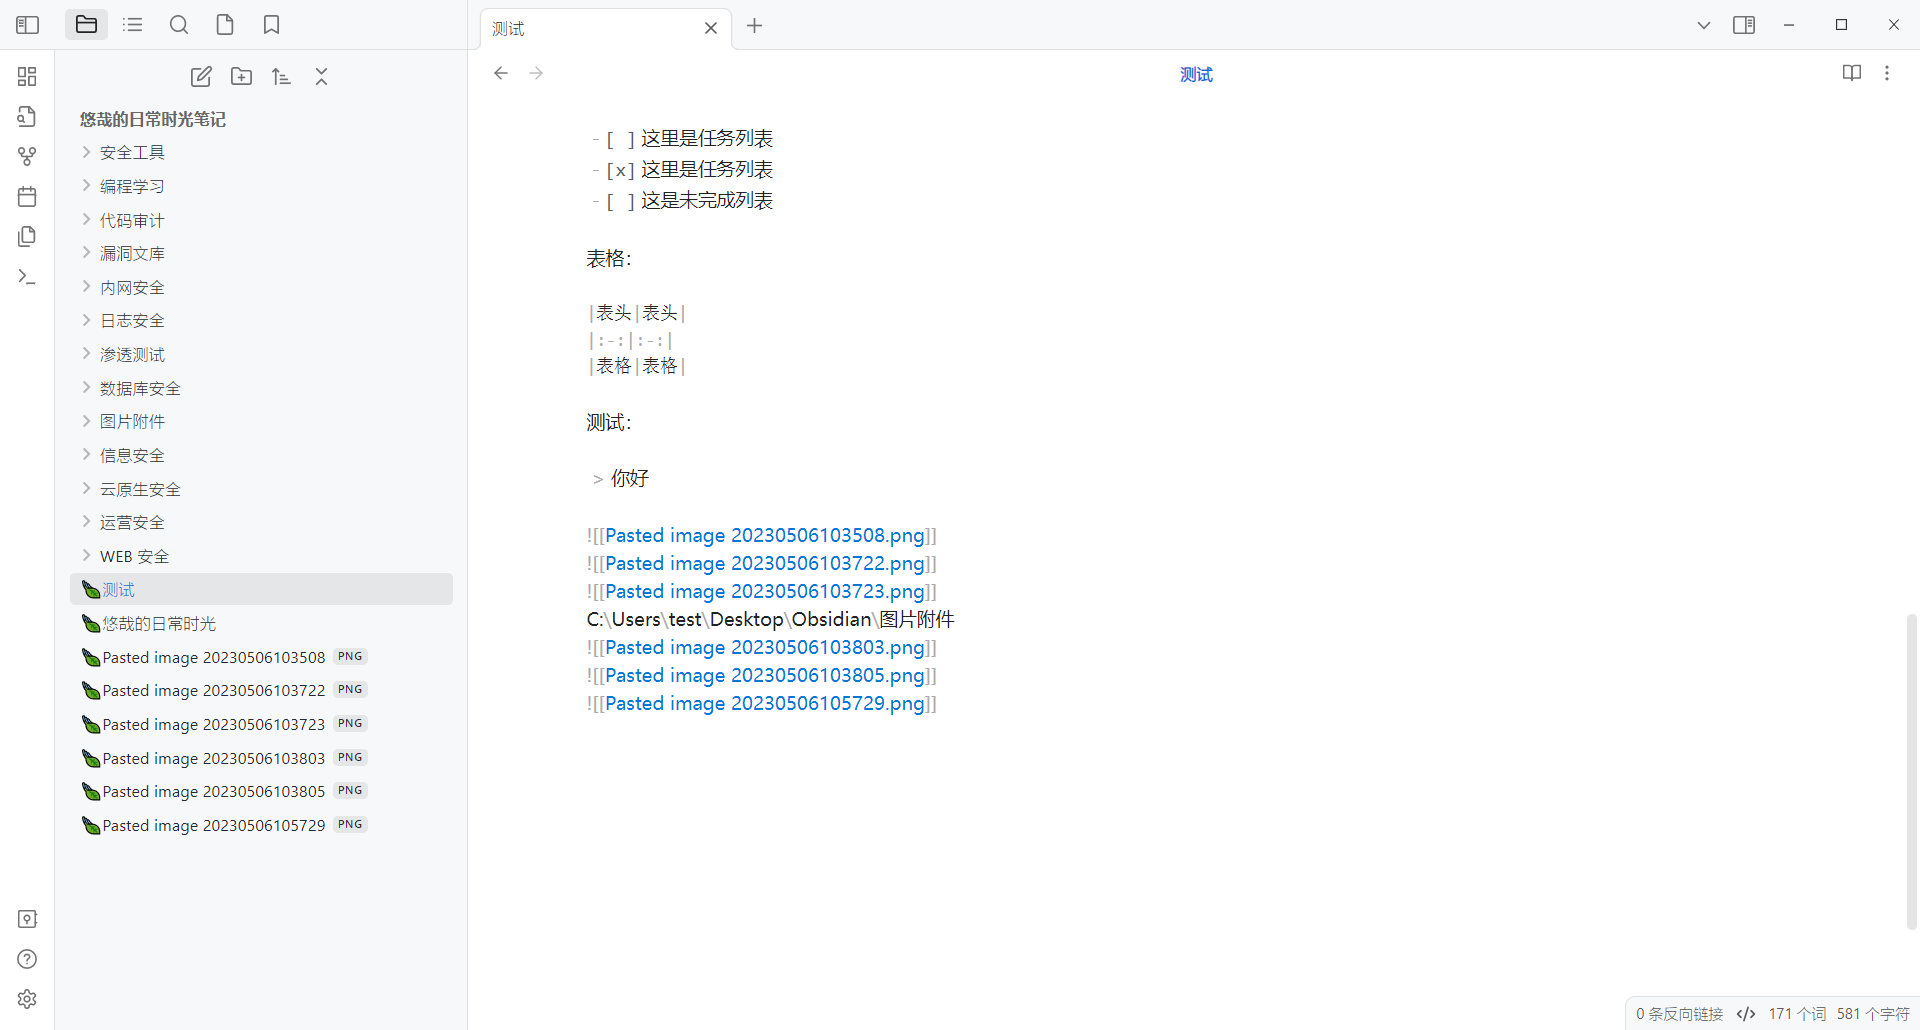 测试
测试
悠哉的日常时光笔记
安全工具
编程学习
代码审计
漏洞文库
内网安全
日志安全
渗透测试
数据库安全
图片附件
信息安全
云原生安全
运营安全
WEB 安全
测试
悠哉的日常时光
Pasted image 20230506103508 PNG
Pasted image 20230506103722 PNG
Pasted image 20230506103723 PNG
Pasted image 20230506103803 PNG
Pasted image 20230506103805 PNG
Pasted image 20230506105729 PNG
- [ ] 这里是任务列表
- [x] 这里是任务列表
- [ ] 这是未完成列表
表格：
|表头|表头|
|:-:|:-:|
|表格|表格|
测试：
> 你好
![[Pasted image 20230506103508.png]]
![[Pasted image 20230506103722.png]]
![[Pasted image 20230506103723.png]]
C:\Users\test\Desktop\Obsidian\图片附件
![[Pasted image 20230506103803.png]]
![[Pasted image 20230506103805.png]]
![[Pasted image 20230506105729.png]]
0 条反向链接 </> 171 个词 581 个字符